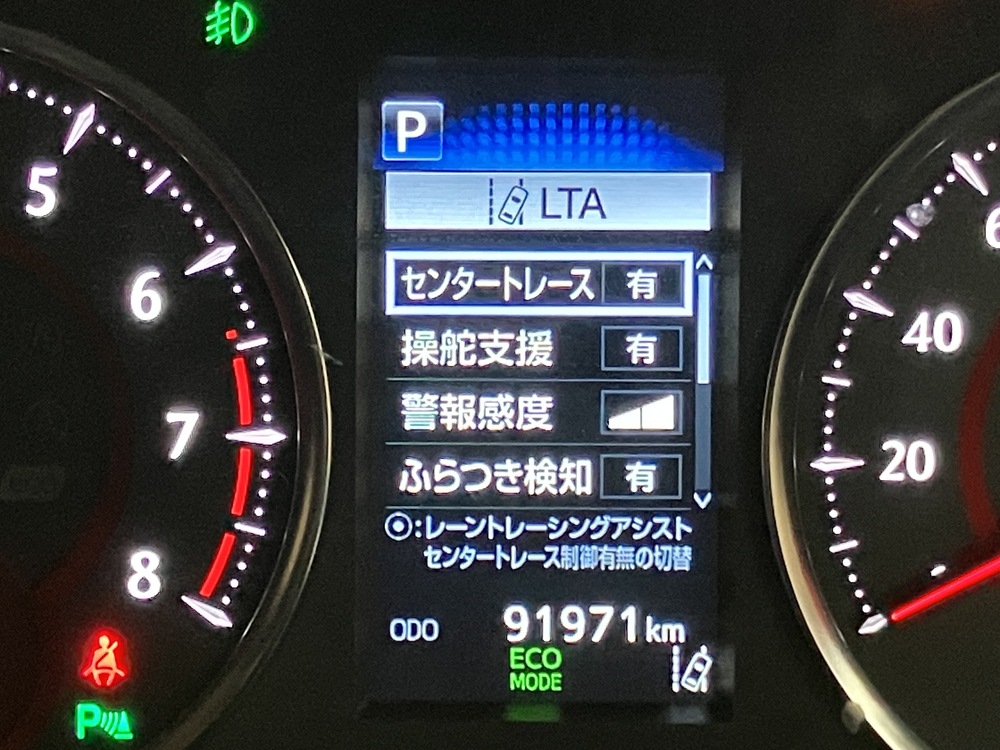 P
LTA
センタートレース 有
操舵支援 有
警報感度
ふらつき検知 有
◉:レーントレーシングアシスト
センタートレース制御有無の切替
ODO 91971km
ECO
MODE
5
6
7
8
P
6
40
20